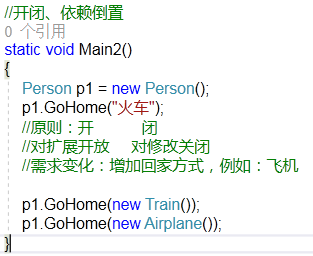 //开闭、依赖倒置
0 个引用
static void Main2()
{
Person p1 = new Person();
p1.GoHome("火车");
//原则：开 闭
//对扩展开放 对修改关闭
//需求变化：增加回家方式，例如：飞机
p1.GoHome(new Train());
p1.GoHome(new Airplane());
}